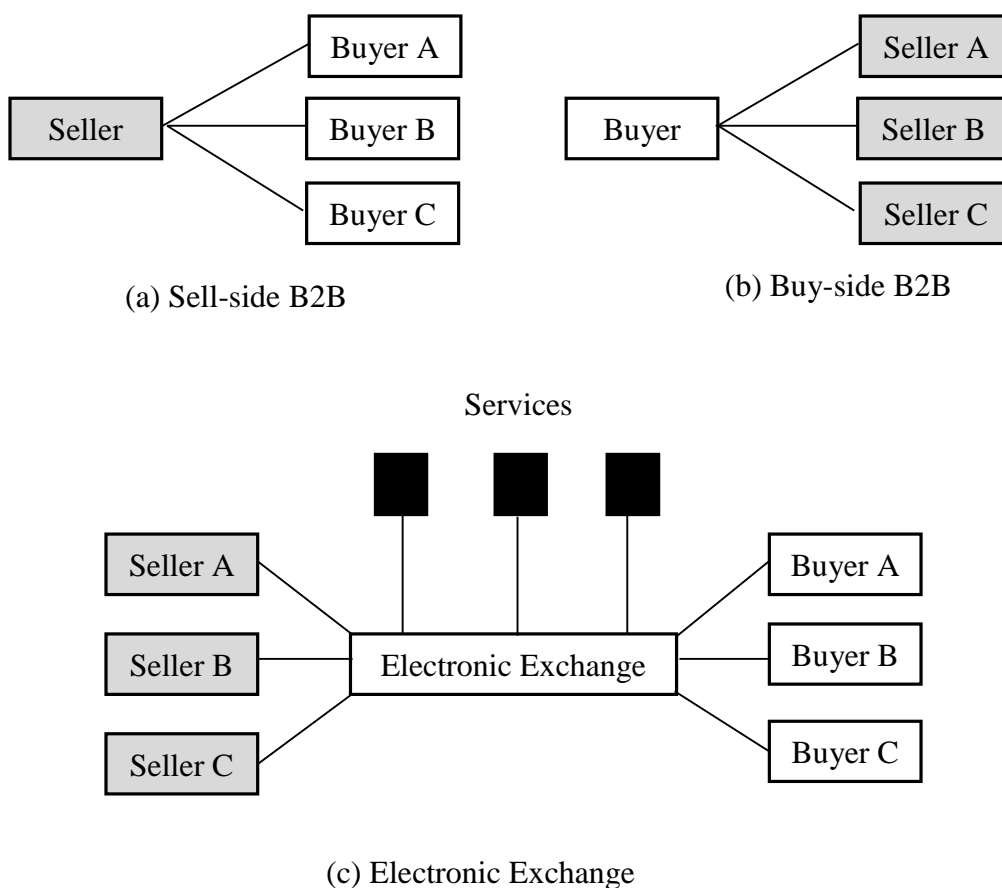 Buyer A
Seller
Buyer B
Buyer C
(a) Sell-side B2B
Seller A
Buyer
Seller B
Seller C
(b) Buy-side B2B
Services
Seller A
Seller B
Seller C
Electronic Exchange
Buyer A
Buyer B
Buyer C
(c) Electronic Exchange